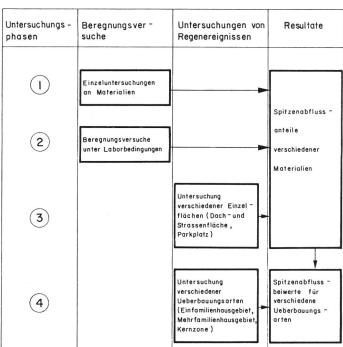 Untersuchungs-
phasen
Beregnungsver-
suche
Untersuchungen von
Regenereignissen
Resultate
1
Einzeluntersuchungen
an Materialien
2
Beregnungsversuche
unter Laborbedingungen
Spitzenabfluss-
anteile
verschiedener
Materialien
3
Untersuchung
verschiedener Einzel-
flächen (Dach- und
Strassenfläche,
Parkplatz)
4
Untersuchung
verschiedener
Ueberbauungsarten
(Einfamilienhausgebiet,
Mehrfamilienhausgebiet,
Kernzone)
Spitzenabfluss-
beiwerte für
verschiedene
Ueberbauungs-
arten